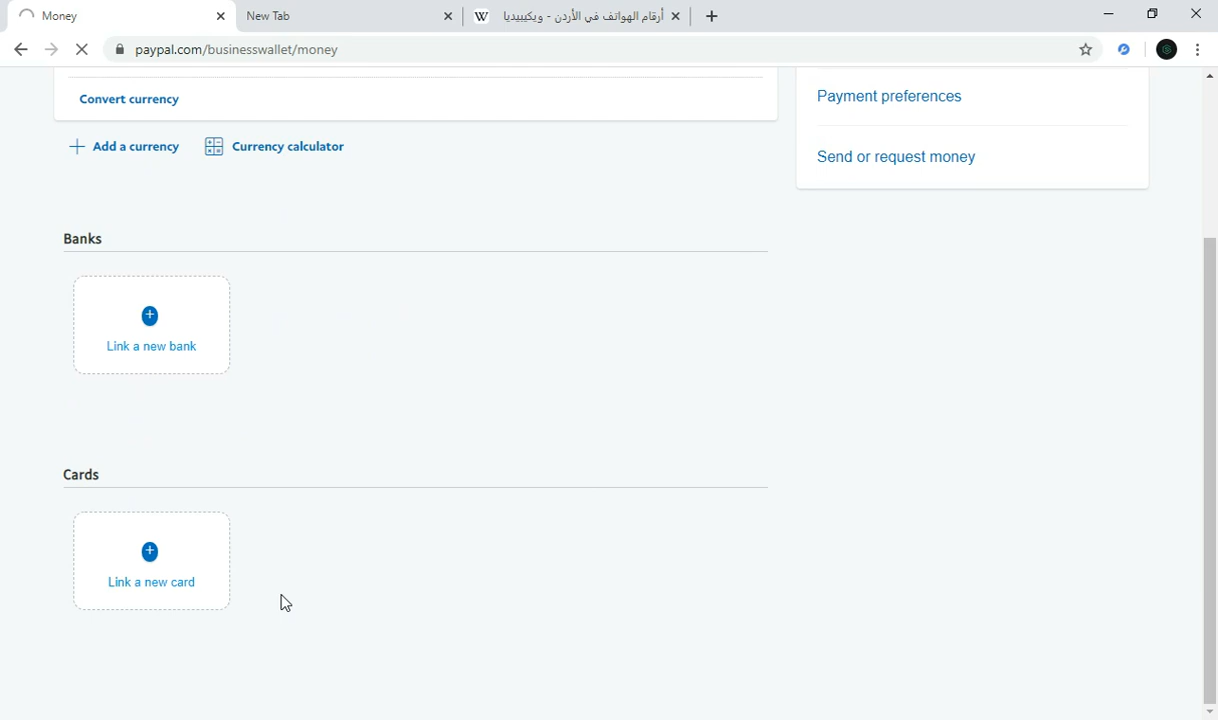 Money
New Tab
W
أرقام الهواتف في الأردن - ويكيبيديا
paypal.com/businesswallet/money
Convert currency
Add a currency
Currency calculator
Payment preferences
Send or request money
Banks
Link a new bank
Cards
Link a new card